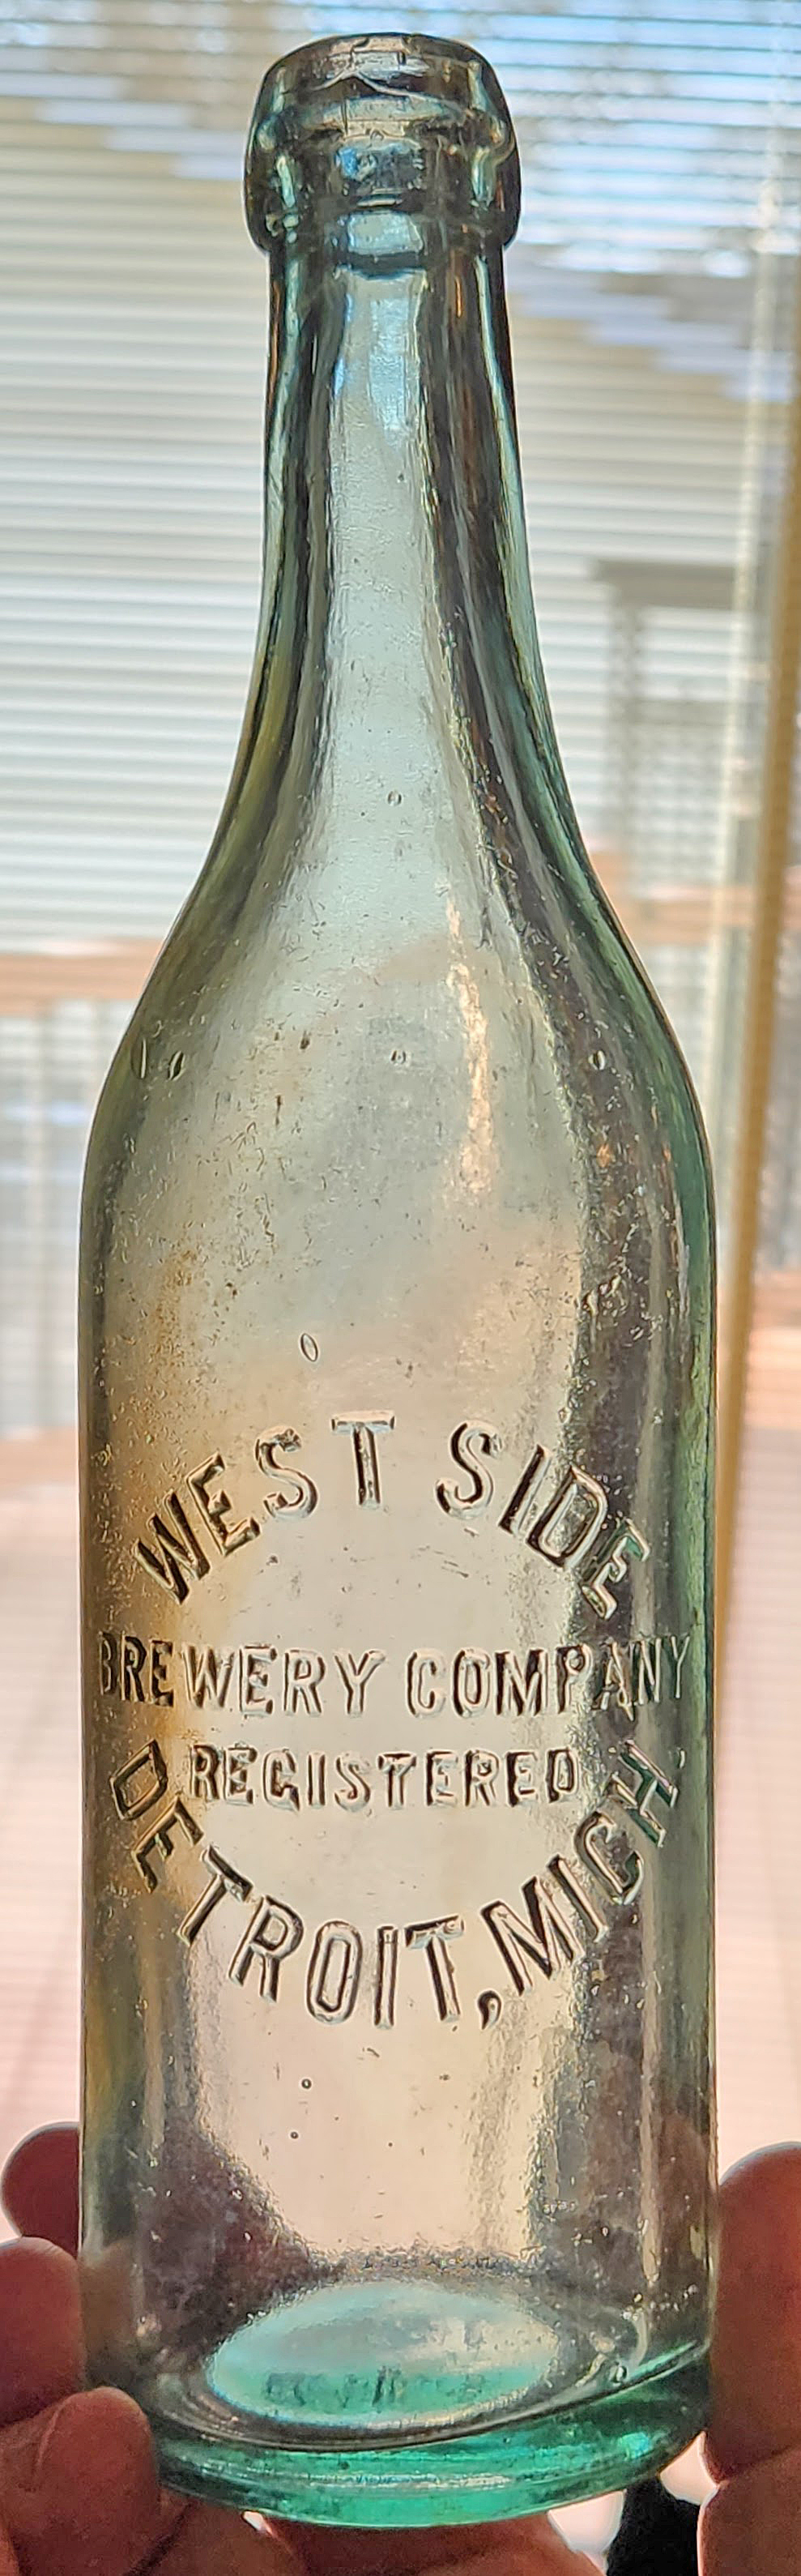 WEST SIDE
BREWERY COMPANY
REGISTERED
DETROIT, MICH.